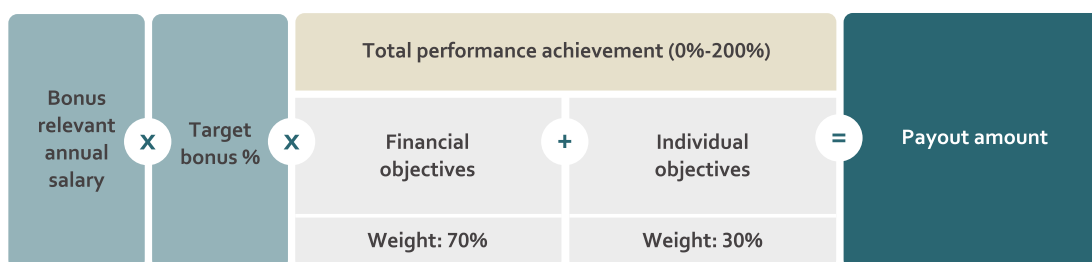 Bonus
relevant
annual
salary
x
Target
bonus %
x
Total performance achievement (0%-200%)
Financial
objectives
+
Individual
objectives
Weight: 70%
Weight: 30%
=
Payout amount